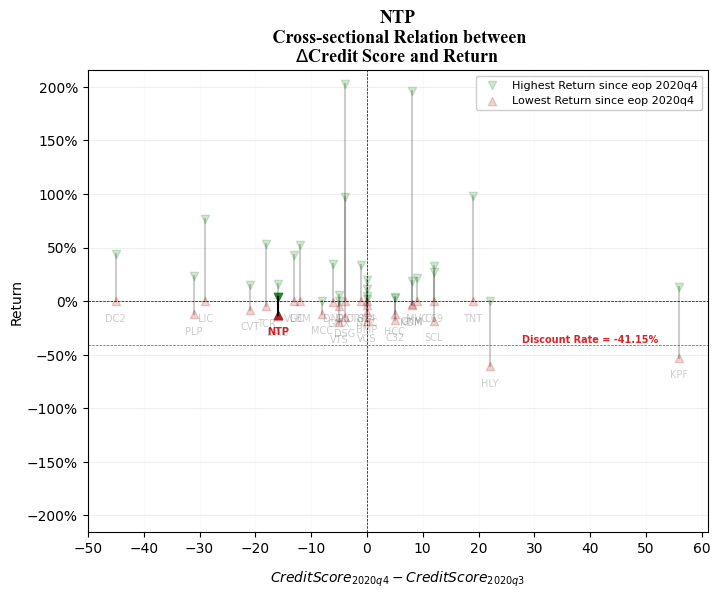 NTP
Cross-sectional Relation between
ΔCredit Score and Return
Highest Return since eop 2020q4
Lowest Return since eop 2020q4
200%
150%
100%
50%
0%
−50%
−100%
−150%
−200%
Return
DC2
PLP
LIC
CVT
NTP
MCC
VTS
DSG
VCS
HCC
C32
SCL
TNT
HLY
KPF
Discount Rate = -41.15%
−50 −40 −30 −20 −10 0 10 20 30 40 50 60
CreditScore2020q4 − CreditScore2020q3